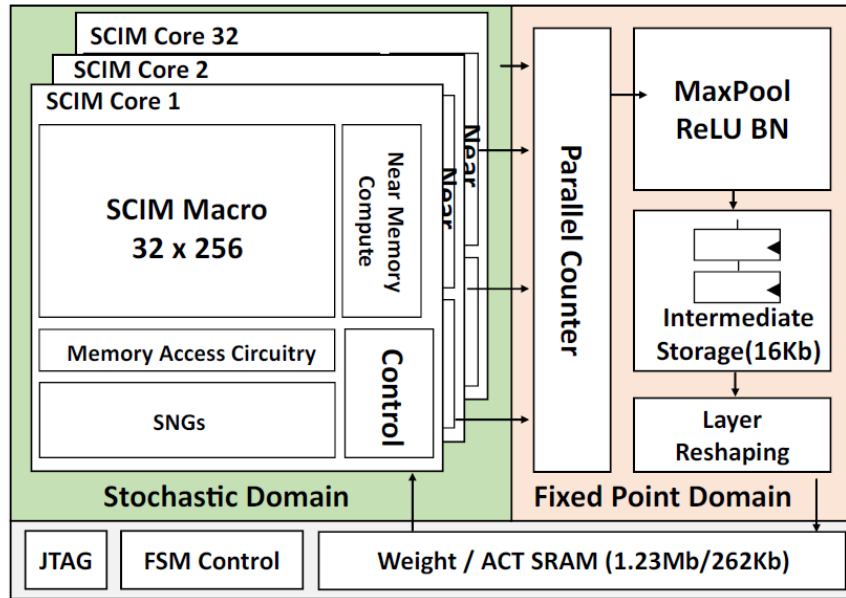 SCIM Core 32
SCIM Core 2
SCIM Core 1
SCIM Macro
32 x 256
Near Memory
Compute
Near
Near
Memory Access Circuitry
SNGs
Control
Stochastic Domain
Parallel Counter
MaxPool
ReLU BN
Intermediate
Storage(16Kb)
Layer
Reshaping
Fixed Point Domain
JTAG
FSM Control
Weight / ACT SRAM (1.23Mb/262Kb)